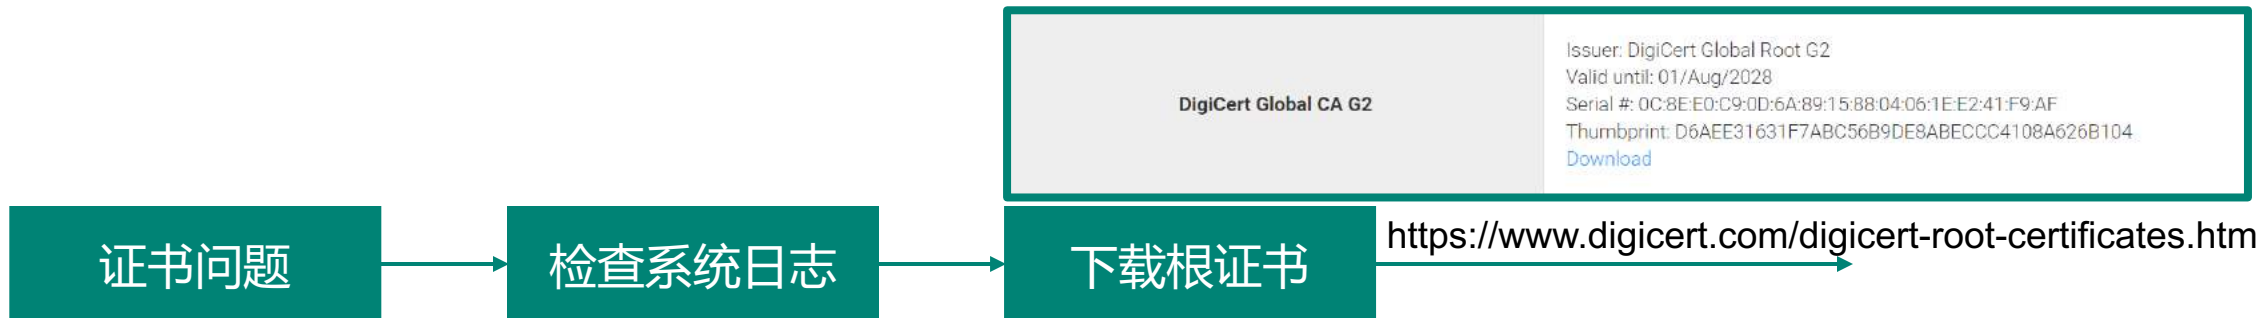 DigiCert Global CA G2
Issuer: DigiCert Global Root G2
Valid until: 01/Aug/2028
Serial #: 0C:8E:E0:C9:0D:6A:89:15:88:04:06:1E:E2:41:F9:AF
Thumbprint: D6AEE31631F7ABC56B9DE8ABECCC4108A626B104
Download
证书问题
检查系统日志
下载根证书
https://www.digicert.com/digicert-root-certificates.htm